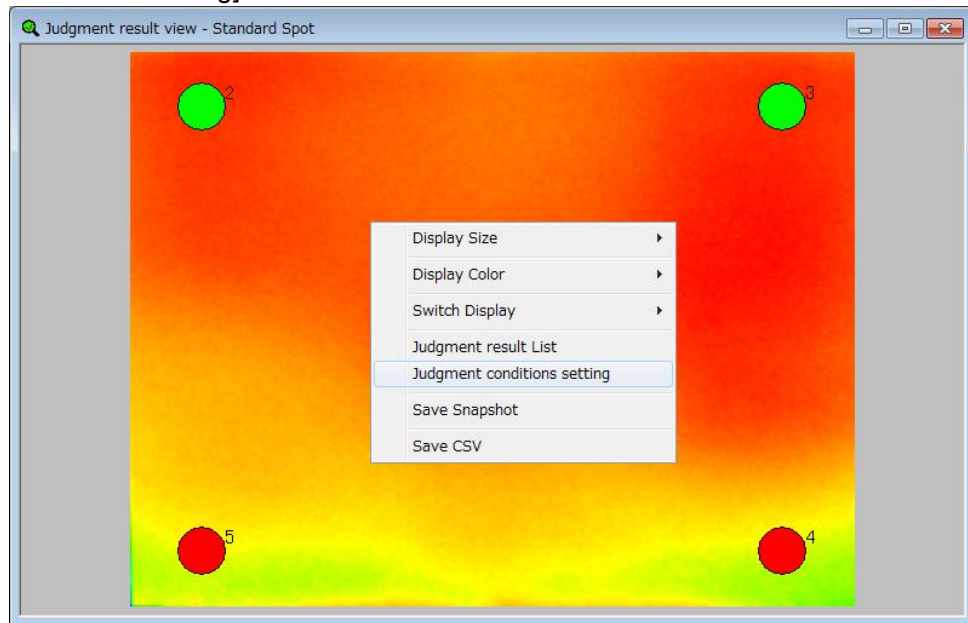 Judgment result view - Standard Spot
2
3
Display Size
Display Color
Switch Display
Judgment result List
Judgment conditions setting
Save Snapshot
Save CSV
5
4